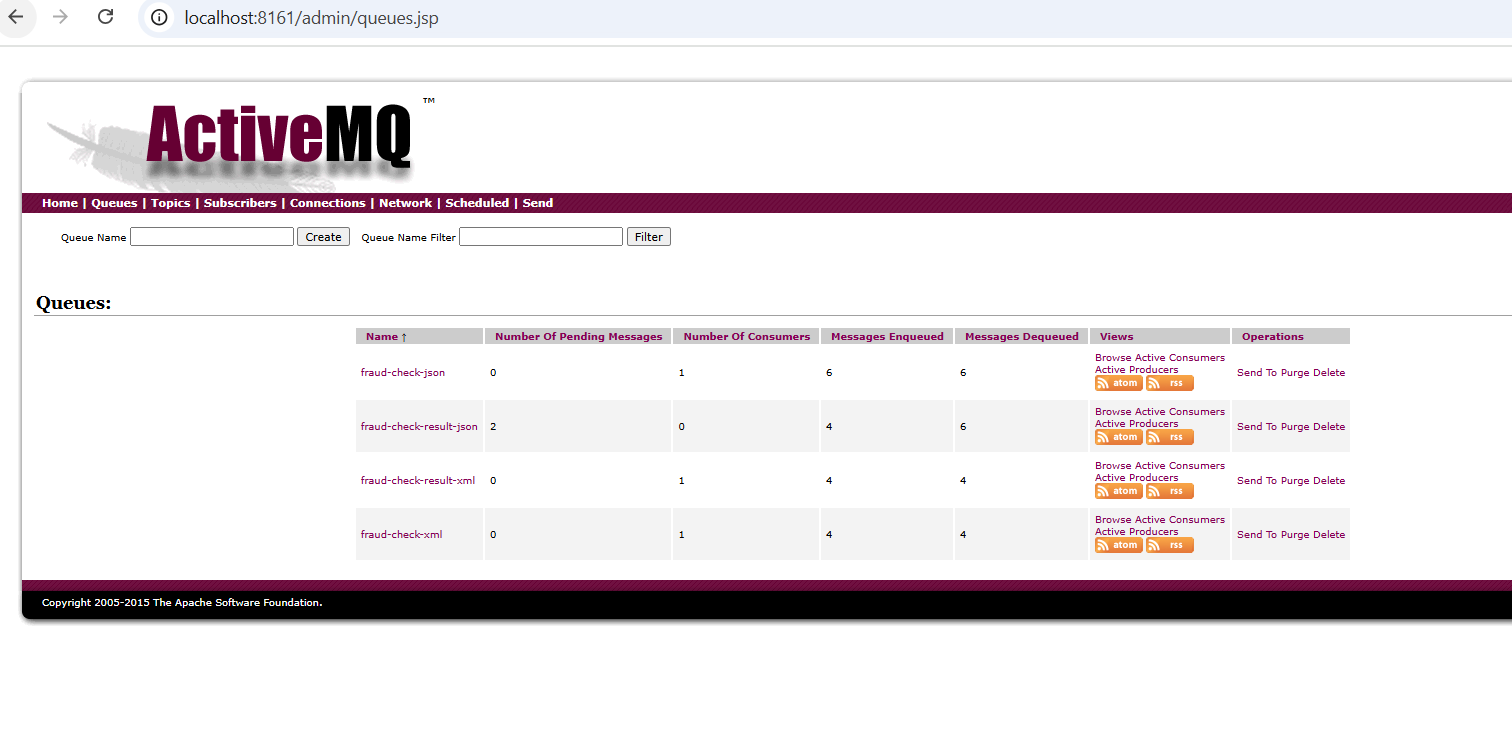 localhost:8161/admin/queues.jsp
ActiveMQ ™
Home | Queues | Topics | Subscribers | Connections | Network | Scheduled | Send
Queue Name Create Queue Name Filter Filter
Queues:
Name ↑ Number Of Pending Messages Number Of Consumers Messages Enqueued Messages Dequeued Views Operations
fraud-check-json 0 1 6 6 Browse Active Consumers
Active Producers
atom rss
Send To Purge Delete
fraud-check-result-json 2 0 4 6 Browse Active Consumers
Active Producers
atom rss
Send To Purge Delete
fraud-check-result-xml 0 1 4 4 Browse Active Consumers
Active Producers
atom rss
Send To Purge Delete
fraud-check-xml 0 1 4 4 Browse Active Consumers
Active Producers
atom rss
Send To Purge Delete
Copyright 2005-2015 The Apache Software Foundation.